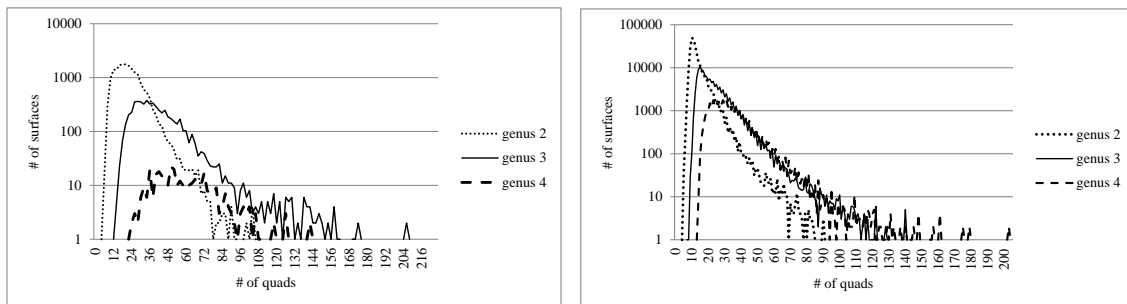 10000
1000
100
10
1
# of surfaces
0 12 24 36 48 60 72 84 96 108 120 132 144 156 168 180 192 204 216
# of quads
genus 2
genus 3
genus 4
100000
10000
1000
100
10
1
# of surfaces
0 10 20 30 40 50 60 70 80 90 100 110 120 130 140 150 160 170 180 190 200
# of quads
genus 2
genus 3
genus 4